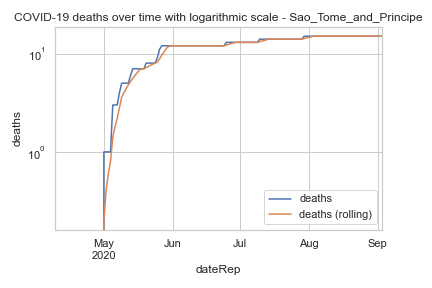 COVID-19 deaths over time with logarithmic scale - Sao_Tome_and_Principe
10¹
10⁰
deaths
deaths
deaths (rolling)
May
2020
Jun
Jul
Aug
Sep
dateRep